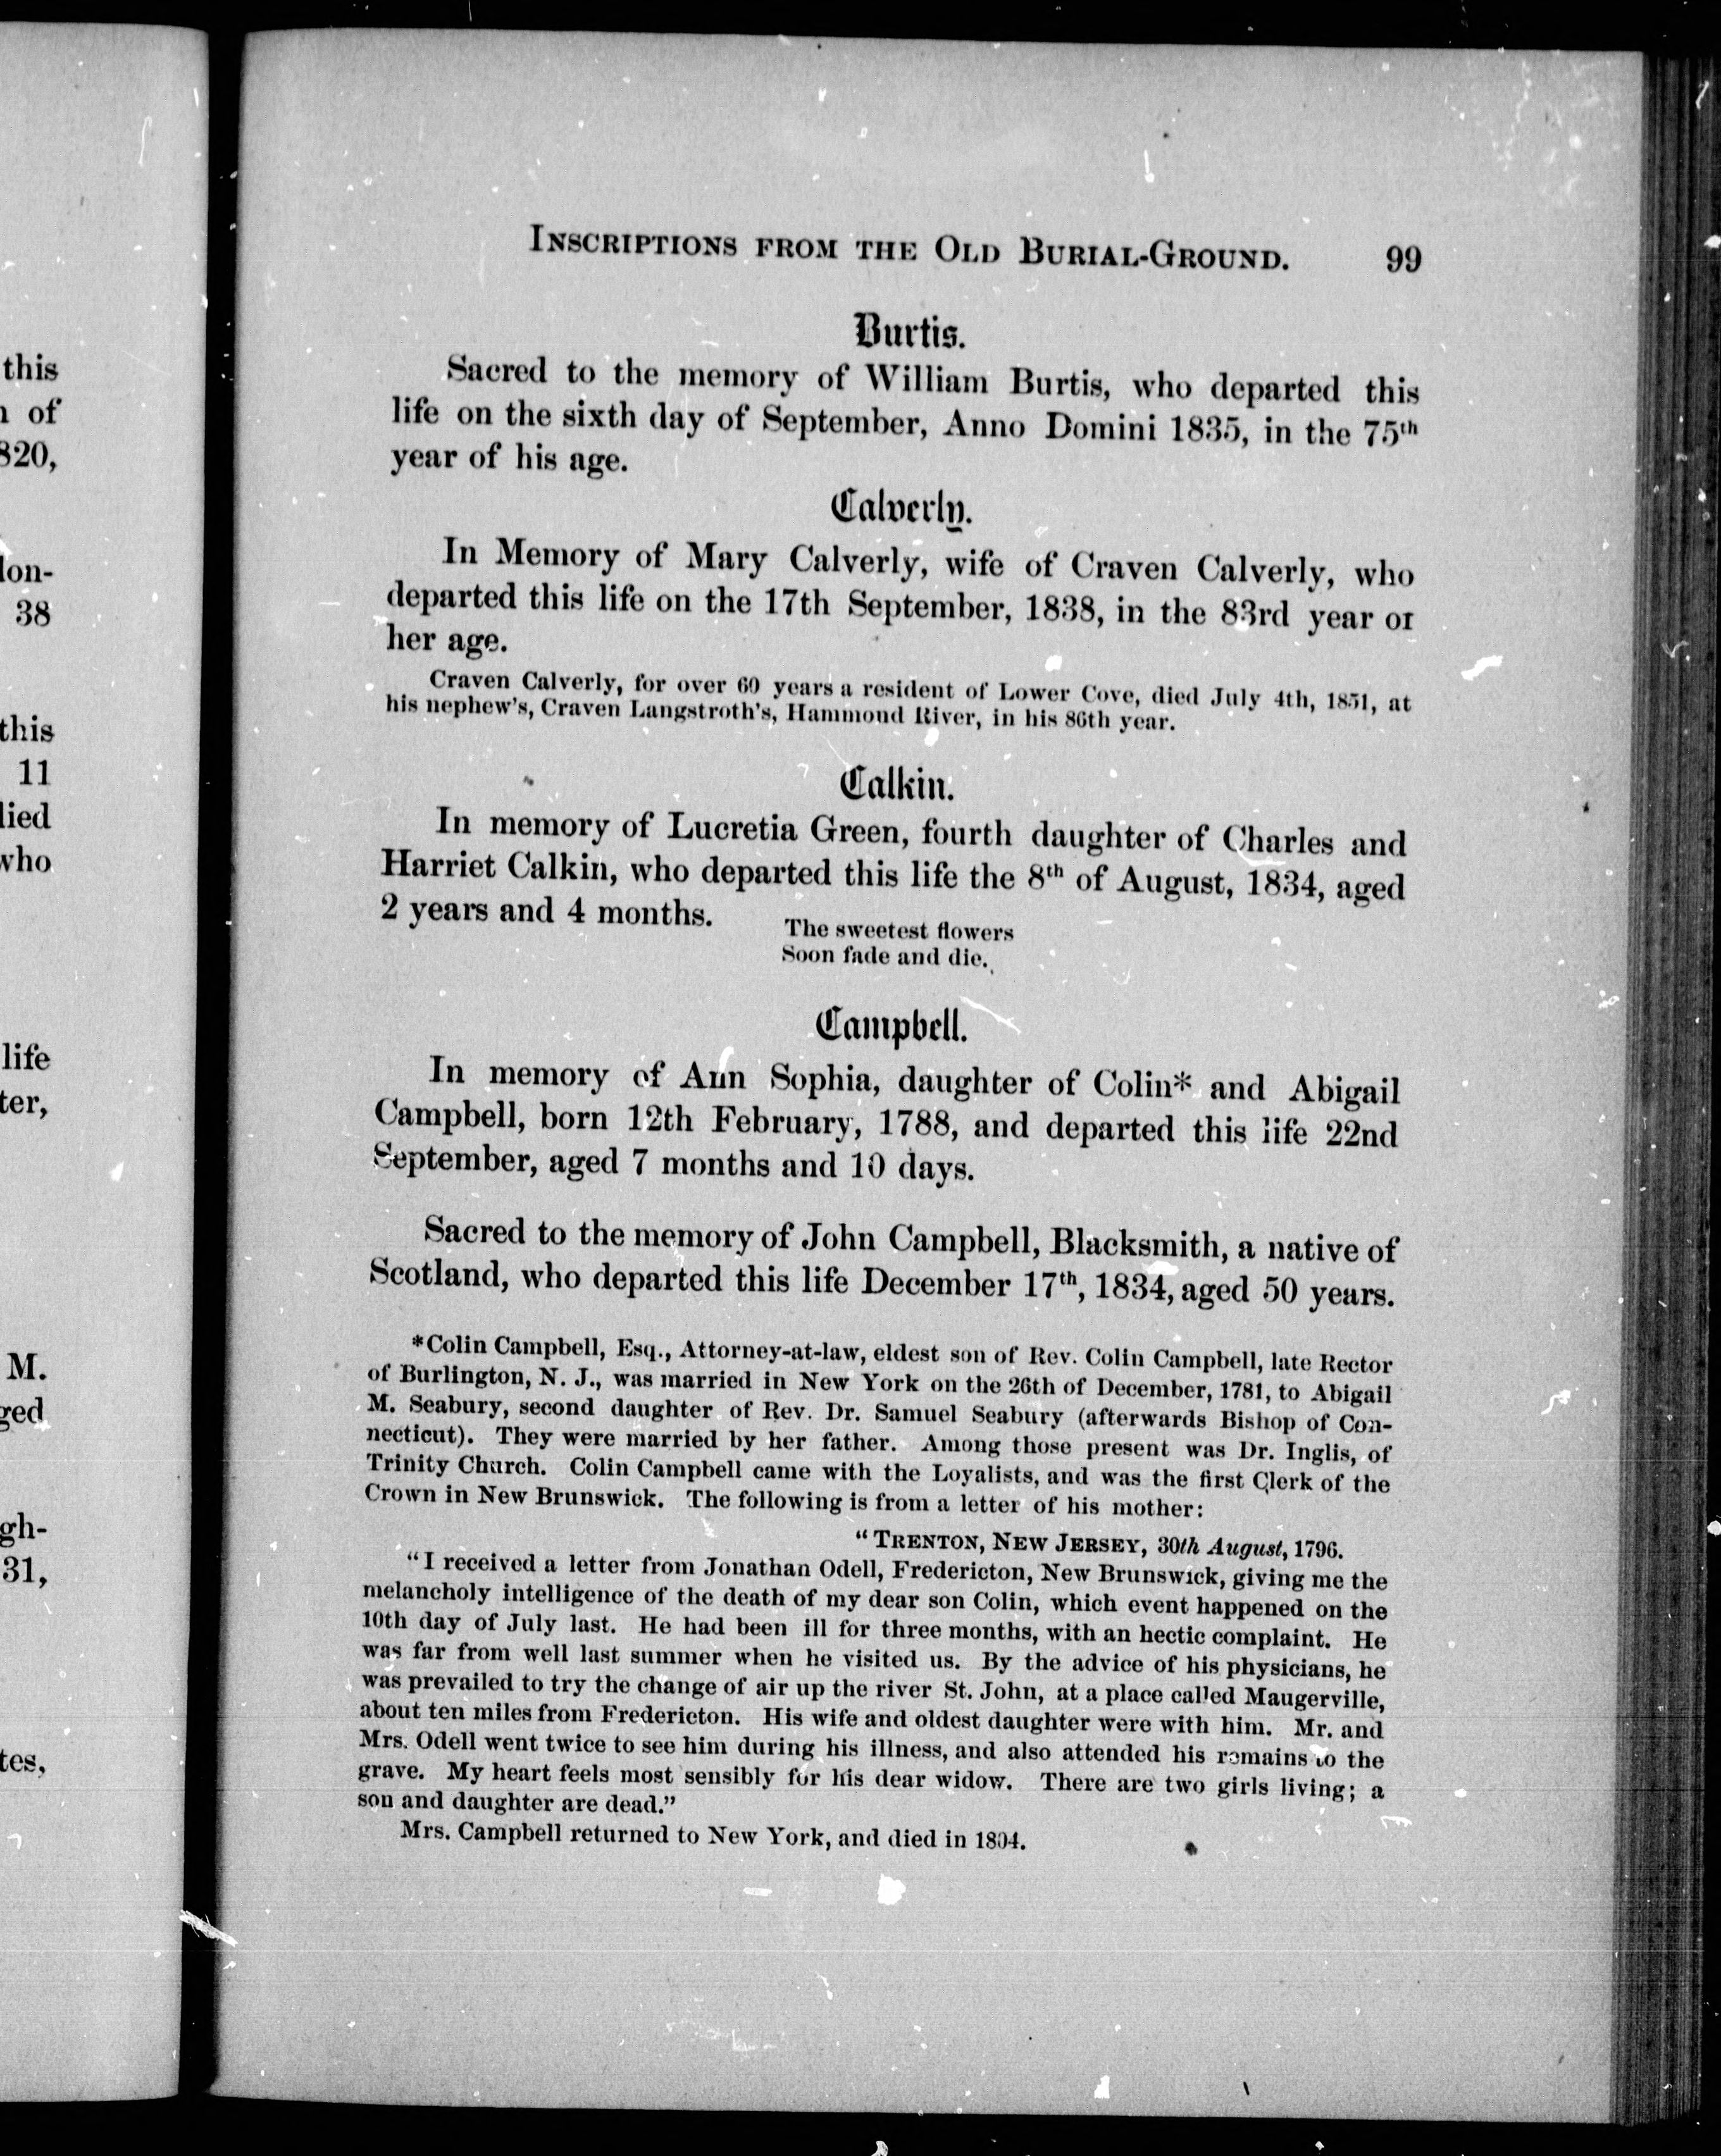 this
of
820,
lon-
38
this
11
lied
who
life
ter,
M.
ged
gh-
31,
tes,
INSCRIPTIONS FROM THE OLD BURIAL-GROUND. 99
Burtis.
Sacred to the memory of William Burtis, who departed this
life on the sixth day of September, Anno Domini 1835, in the 75th
year of his age.
Calverly.
In Memory of Mary Calverly, wife of Craven Calverly, who
departed this life on the 17th September, 1838, in the 83rd year of
her age.
Craven Calverly, for over 60 years a resident of Lower Cove, died July 4th, 1851, at
his nephew's, Craven Langstroth's, Hammond River, in his 86th year.
Calkin.
In memory of Lucretia Green, fourth daughter of Charles and
Harriet Calkin, who departed this life the 8th of August, 1834, aged
2 years and 4 months.
The sweetest flowers
Soon fade and die.
Campbell.
In memory of Ann Sophia, daughter of Colin* and Abigail
Campbell, born 12th February, 1788, and departed this life 22nd
September, aged 7 months and 10 days.
Sacred to the memory of John Campbell, Blacksmith, a native of
Scotland, who departed this life December 17th, 1834, aged 50 years.
*Colin Campbell, Esq., Attorney-at-law, eldest son of Rev. Colin Campbell, late Rector
of Burlington, N. J., was married in New York on the 26th of December, 1781, to Abigail
M. Seabury, second daughter of Rev. Dr. Samuel Seabury (afterwards Bishop of Con-
necticut). They were married by her father. Among those present was Dr. Inglis, of
Trinity Church. Colin Campbell came with the Loyalists, and was the first Clerk of the
Crown in New Brunswick. The following is from a letter of his mother:
"TRENTON, NEW JERSEY, 30th August, 1796.
"I received a letter from Jonathan Odell, Fredericton, New Brunswick, giving me the
melancholy intelligence of the death of my dear son Colin, which event happened on the
10th day of July last. He had been ill for three months, with an hectic complaint. He
was far from well last summer when he visited us. By the advice of his physicians, he
was prevailed to try the change of air up the river St. John, at a place called Maugerville,
about ten miles from Fredericton. His wife and oldest daughter were with him. Mr. and
Mrs. Odell went twice to see him during his illness, and also attended his remains to the
grave. My heart feels most sensibly for his dear widow. There are two girls living; a
son and daughter are dead."
Mrs. Campbell returned to New York, and died in 1804.